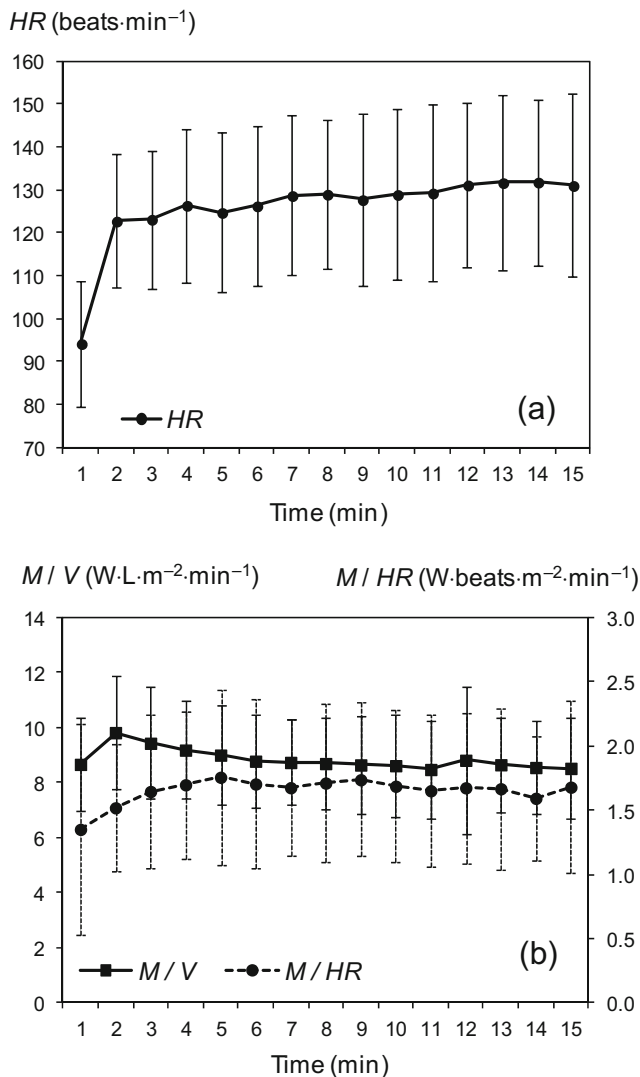 HR (beats·min⁻¹)
160
150
140
130
120
110
100
90
80
70
HR
(a)
1 2 3 4 5 6 7 8 9 10 11 12 13 14 15
Time (min)
M / V (W·L·m⁻²·min⁻¹) M / HR (W·beats·m⁻²·min⁻¹)
14 3.0
12 2.5
10 2.0
8 1.5
6 1.0
4 0.5
2 0.0
0
M / V M / HR
(b)
1 2 3 4 5 6 7 8 9 10 11 12 13 14 15
Time (min)